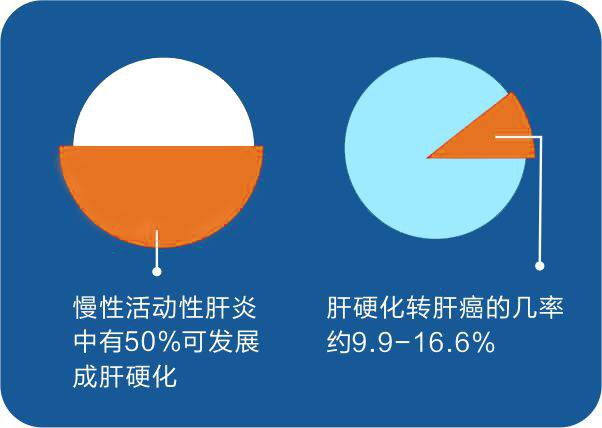 慢性活动性肝炎
中有50%可发展
成肝硬化
肝硬化转肝癌的几率
约9.9-16.6%